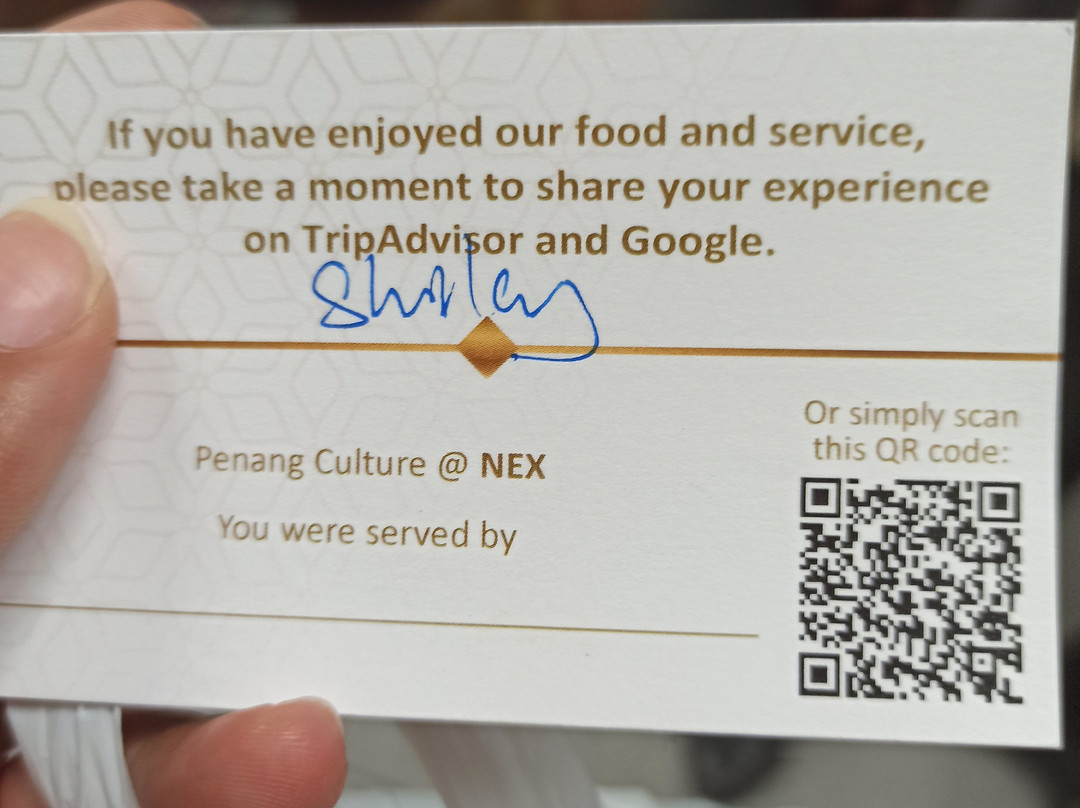 If you have enjoyed our food and service,
please take a moment to share your experience
on TripAdvisor and Google.
Shirley
Or simply scan
this QR code:
Penang Culture @ NEX
You were served by